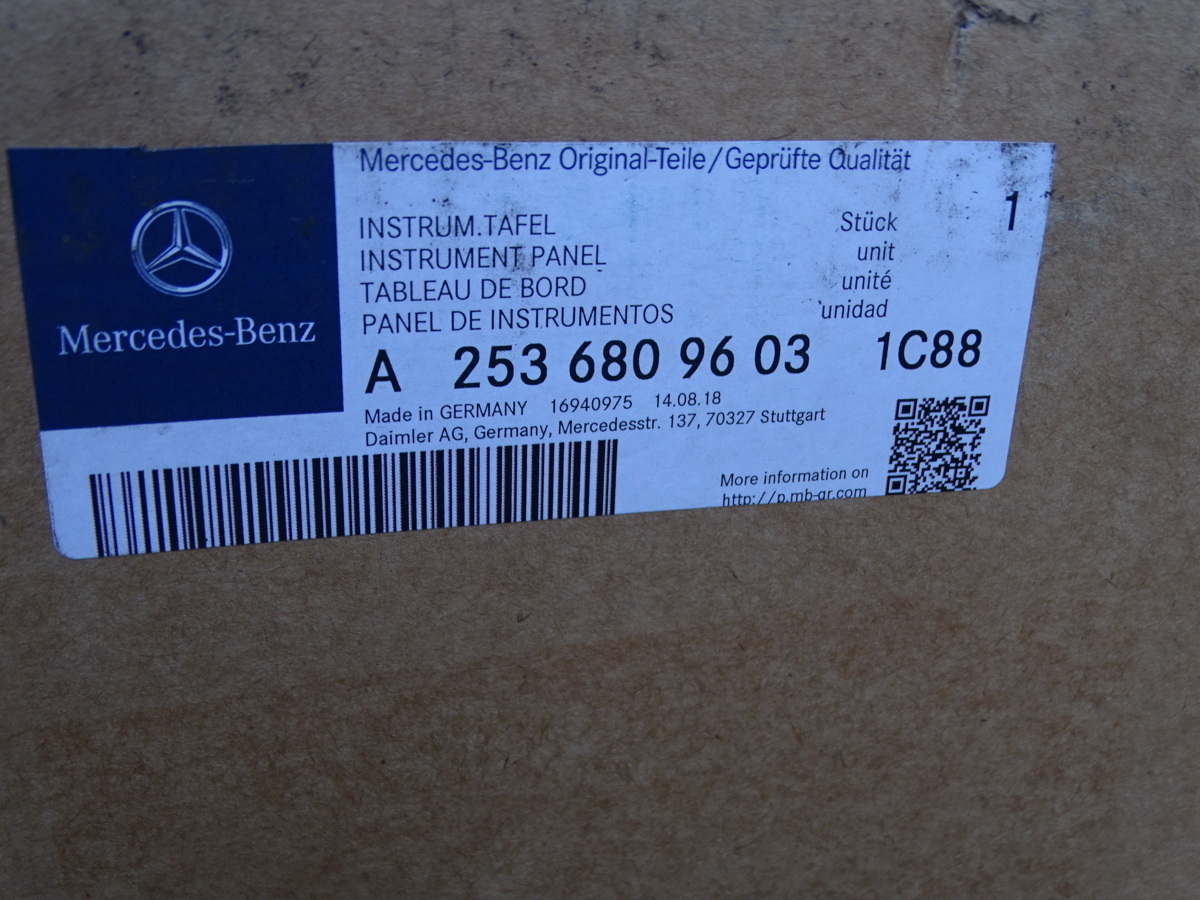 Mercedes-Benz
Mercedes-Benz Original-Teile/Geprüfte Qualität
INSTRUM.TAFEL Stück 1
INSTRUMENT PANEL unit
TABLEAU DE BORD unité
PANEL DE INSTRUMENTOS unidad
A 253 680 96 03 1C88
Made in GERMANY 16940975 14.08.18
Daimler AG, Germany, Mercedesstr. 137, 70327 Stuttgart
More information on
http://p.mb-qr.com